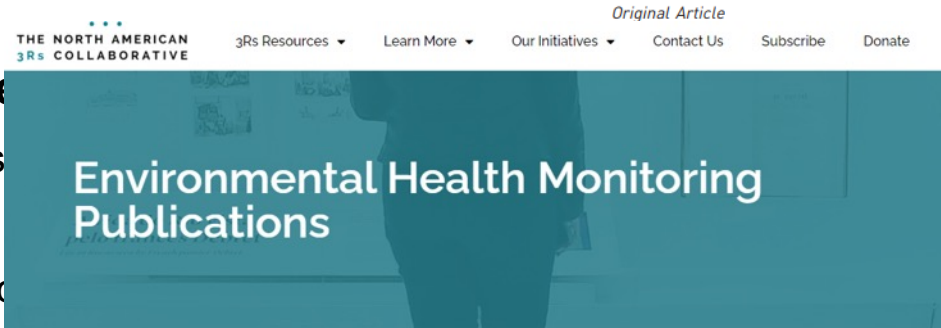 Original Article
THE NORTH AMERICAN
3Rs COLLABORATIVE
3Rs Resources
Learn More
Our Initiatives
Contact Us
Subscribe
Donate
Environmental Health Monitoring
Publications